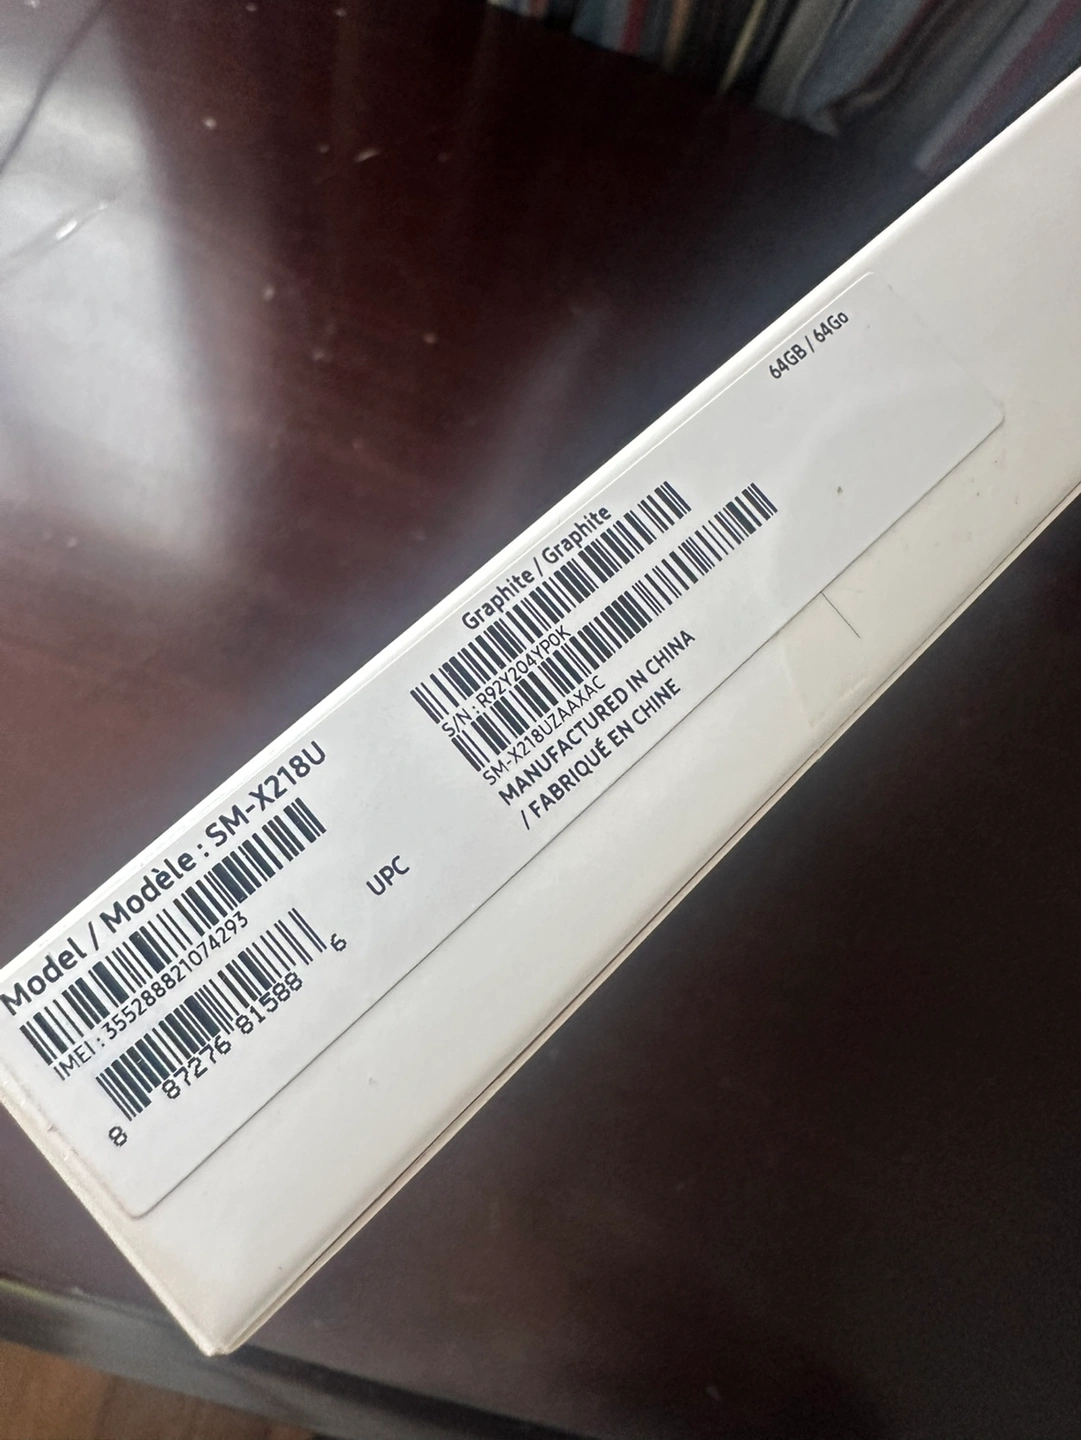 Model / Modèle : SM-X218U
IMEI : 355288821074293
8 87276 81588 6
UPC
Graphite / Graphite
S/N : R92Y204YP0K
SM-X218UZAAXAC
MANUFACTURED IN CHINA
/ FABRIQUÉ EN CHINE
64GB / 64Go